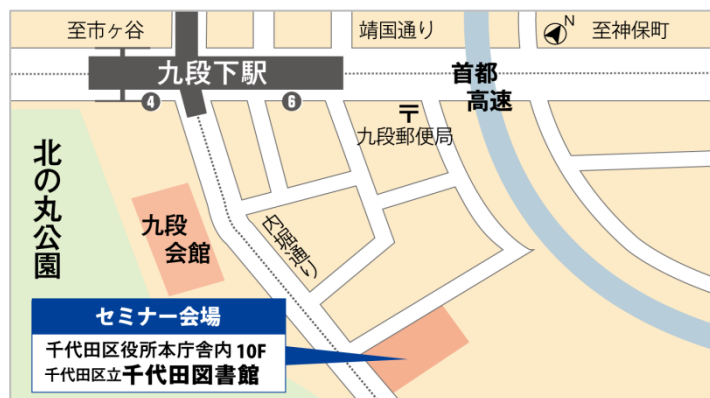 至市ヶ谷
靖国通り
N
至神保町
九段下駅
首都
高速
4
6
〒
九段郵便局
北の丸公園
九段
会館
内堀通り
セミナー会場
千代田区役所本庁舎内 10F
千代田区立千代田図書館